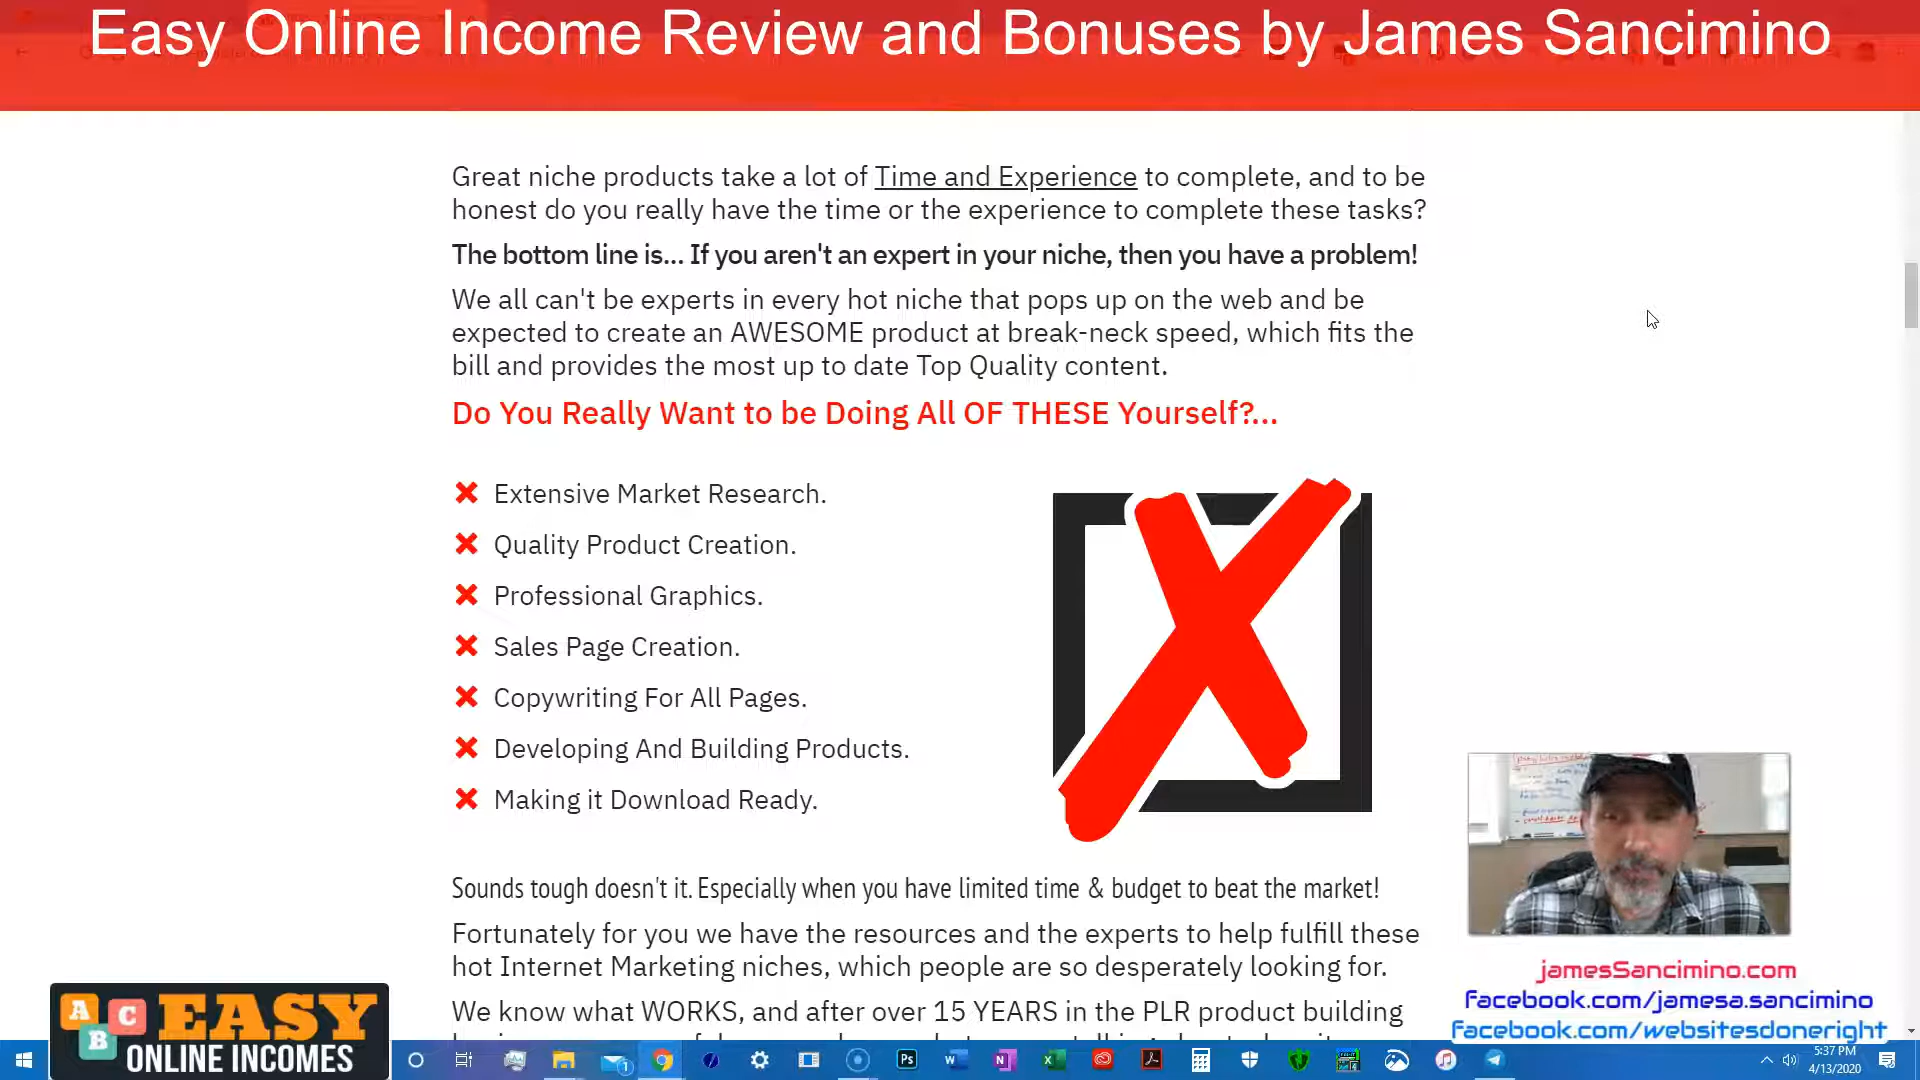 Easy Online Income Review and Bonuses by James Sancimino
Great niche products take a lot of Time and Experience to complete, and to be
honest do you really have the time or the experience to complete these tasks?
The bottom line is... If you aren't an expert in your niche, then you have a problem!
We all can't be experts in every hot niche that pops up on the web and be
expected to create an AWESOME product at break-neck speed, which fits the
bill and provides the most up to date Top Quality content.
Do You Really Want to be Doing All OF THESE Yourself?...
Extensive Market Research.
Quality Product Creation.
Professional Graphics.
Sales Page Creation.
Copywriting For All Pages.
Developing And Building Products.
Making it Download Ready.
Sounds tough doesn't it. Especially when you have limited time & budget to beat the market!
Fortunately for you we have the resources and the experts to help fulfill these
hot Internet Marketing niches, which people are so desperately looking for.
We know what WORKS, and after over 15 YEARS in the PLR product building
jamesSancimino.com
facebook.com/jamesa.sancimino
facebook.com/websitesdoneright
A B C EASY
ONLINE INCOMES
5:37 PM
4/13/2020